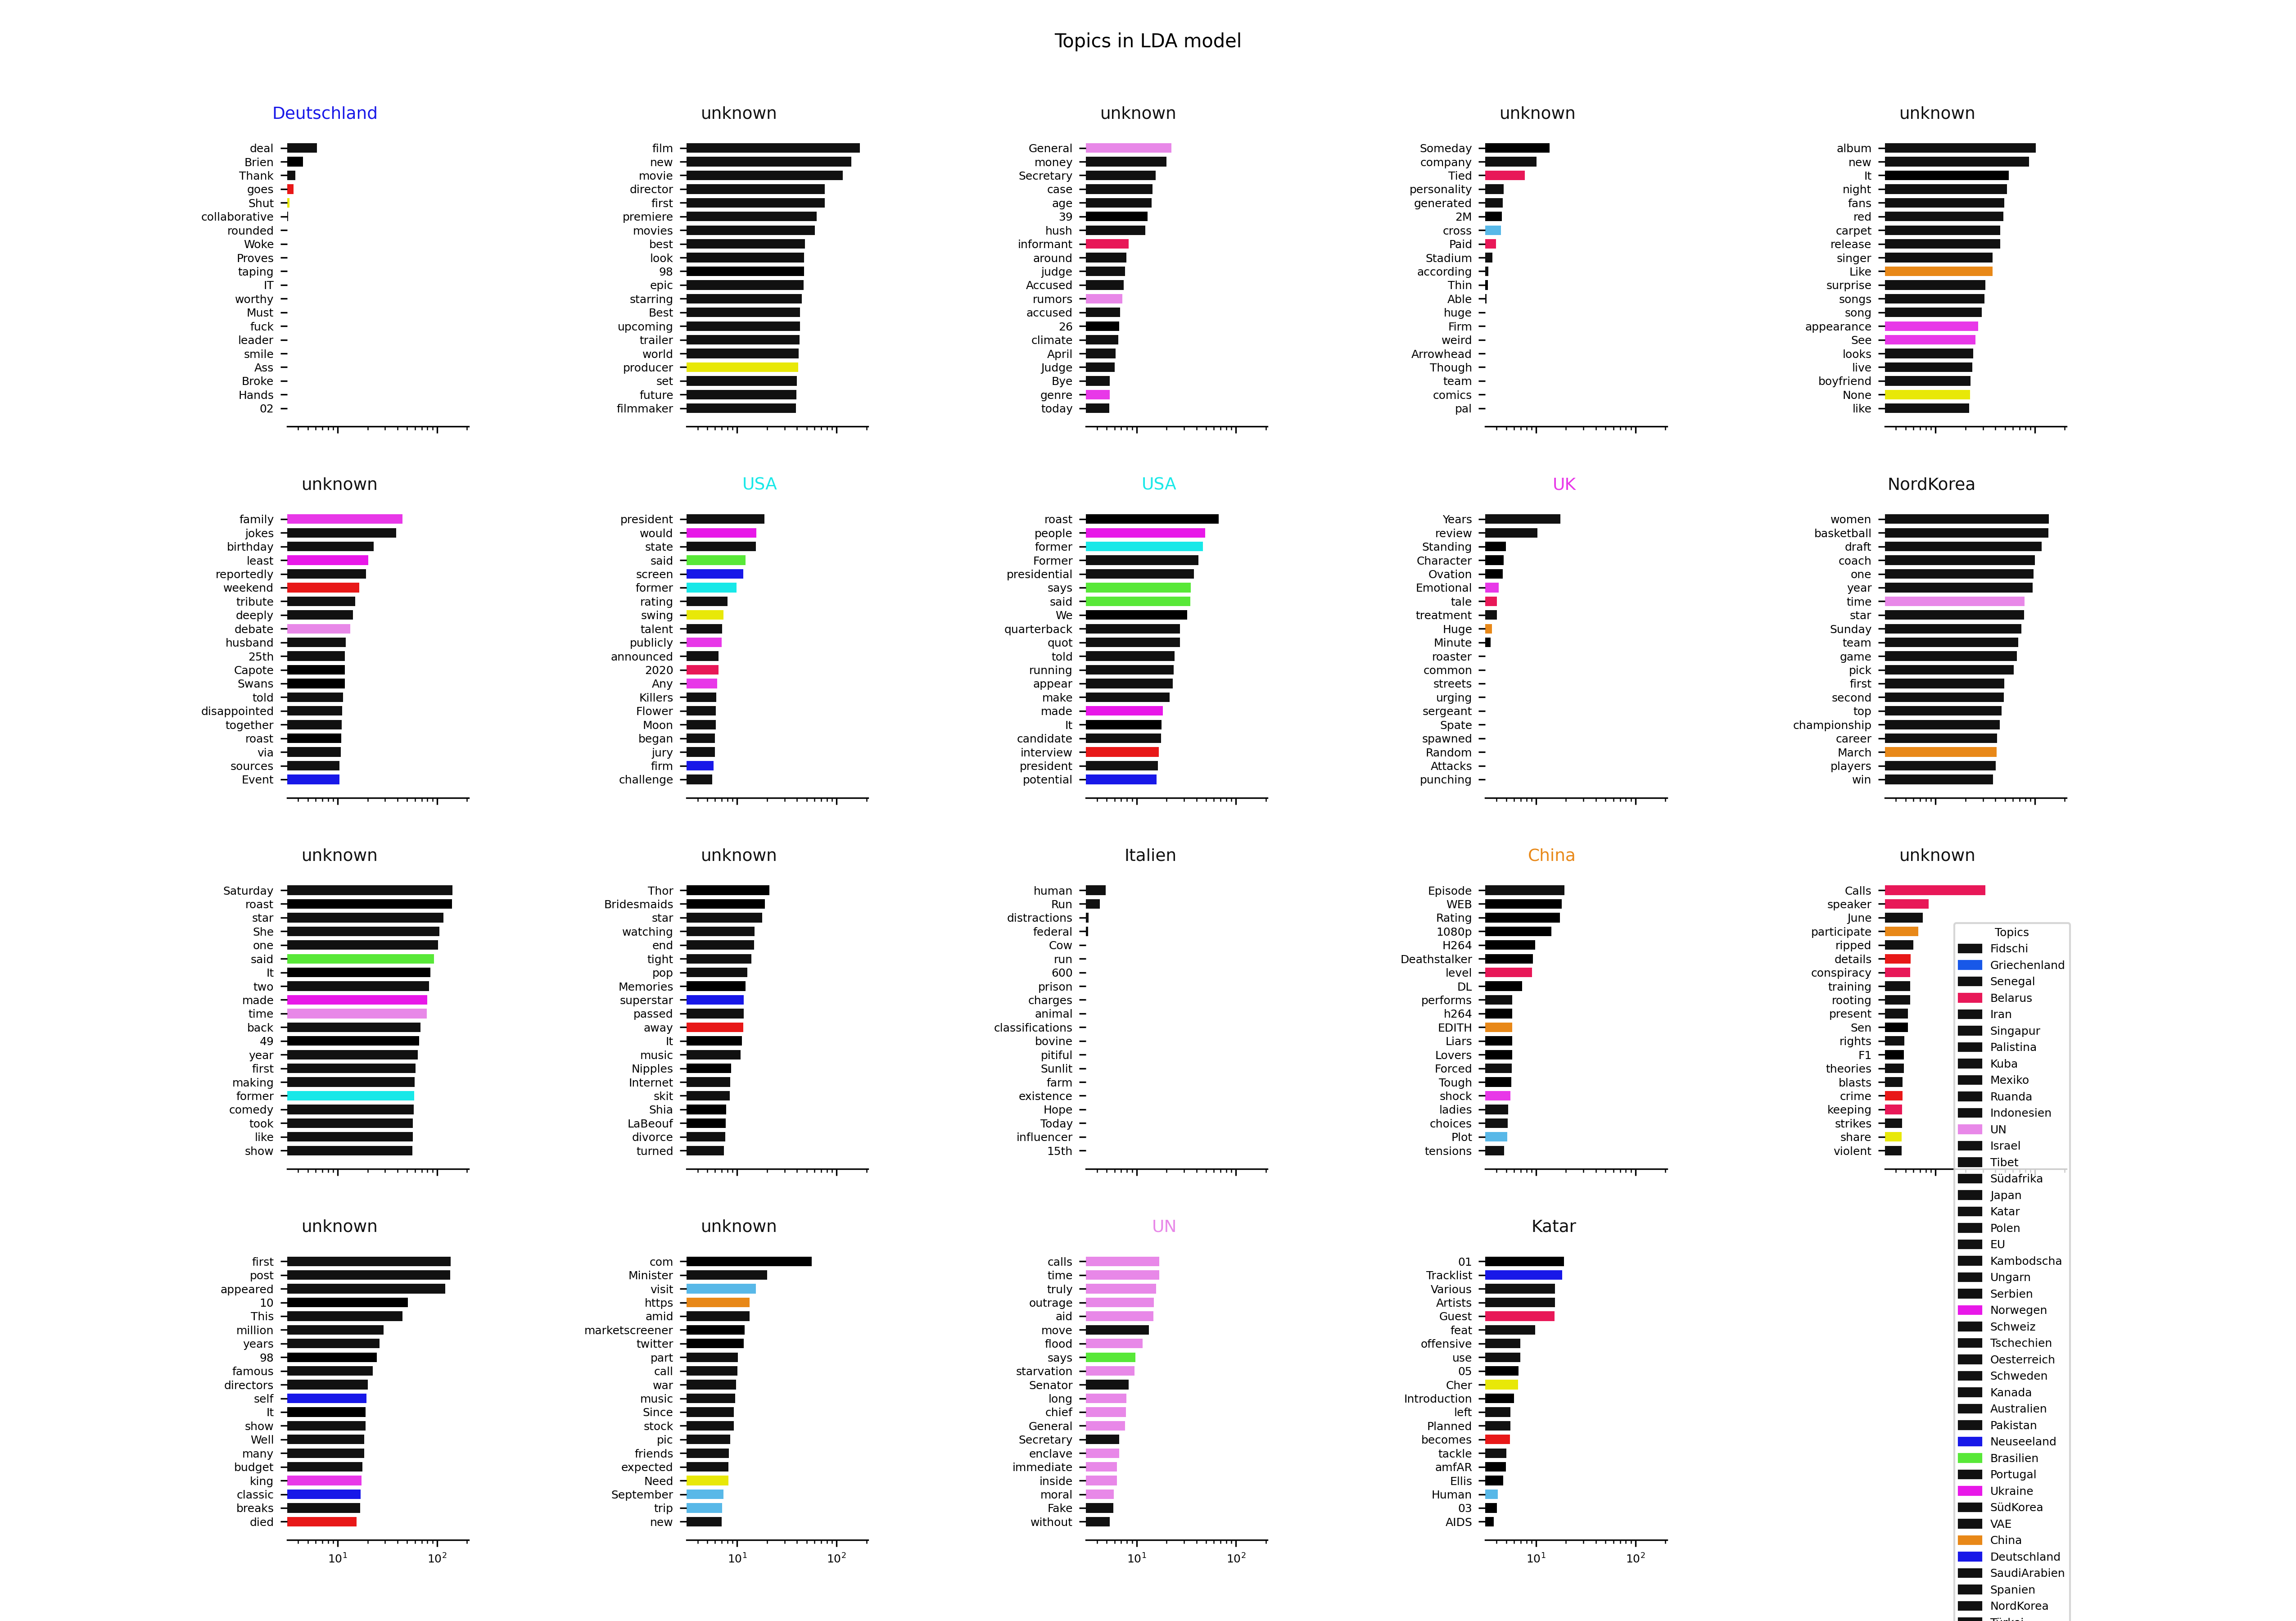 Topics in LDA model
Deutschland
deal
Brien
Thank
goes
Shut
collaborative
rounded
Woke
Proves
taping
IT
worthy
Must
fuck
leader
smile
Ass
Broke
Hands
02
unknown
film
new
movie
director
first
premiere
movies
best
look
98
epic
starring
Best
upcoming
trailer
world
producer
set
future
filmmaker
unknown
General
money
Secretary
case
age
39
hush
informant
around
judge
Accused
rumors
accused
26
climate
April
Judge
Bye
genre
today
unknown
Someday
company
Tied
personality
generated
2M
cross
Paid
Stadium
according
Thin
Able
huge
Firm
weird
Arrowhead
Though
team
comics
pal
unknown
album
new
It
night
fans
red
carpet
release
singer
Like
surprise
songs
song
appearance
See
looks
live
boyfriend
None
like
unknown
family
jokes
birthday
least
reportedly
weekend
tribute
deeply
debate
husband
25th
Capote
Swans
told
disappointed
together
roast
via
sources
Event
USA
president
would
state
said
screen
former
rating
swing
talent
publicly
announced
2020
Any
Killers
Flower
Moon
began
jury
firm
challenge
USA
roast
people
former
Former
presidential
says
said
We
quarterback
quot
told
running
appear
make
made
It
candidate
interview
president
potential
UK
Years
review
Standing
Character
Ovation
Emotional
tale
treatment
Huge
Minute
roaster
common
streets
urging
sergeant
Spate
spawned
Random
Attacks
punching
NordKorea
women
basketball
draft
coach
one
year
time
star
Sunday
team
game
pick
first
second
top
championship
career
March
players
win
unknown
Saturday
roast
star
She
one
said
It
two
made
time
back
49
year
first
making
former
comedy
took
like
show
unknown
Thor
Bridesmaids
star
watching
end
tight
pop
Memories
superstar
passed
away
It
music
Nipples
Internet
skit
Shia
LaBeouf
divorce
turned
Italien
human
Run
distractions
federal
Cow
run
600
prison
charges
animal
classifications
bovine
pitiful
Sunlit
farm
existence
Hope
Today
influencer
15th
China
Episode
WEB
Rating
1080p
H264
Deathstalker
level
DL
performs
h264
EDITH
Liars
Lovers
Forced
Tough
shock
ladies
choices
Plot
tensions
unknown
Calls
speaker
June
participate
ripped
details
conspiracy
training
rooting
present
Sen
rights
F1
theories
blasts
crime
keeping
strikes
share
violent
unknown
first
post
appeared
10
This
million
years
98
famous
directors
self
It
show
Well
many
budget
king
classic
breaks
died
10¹
10²
unknown
com
Minister
visit
https
amid
marketscreener
twitter
part
call
war
music
Since
stock
pic
friends
expected
Need
September
trip
new
10¹
10²
UN
calls
time
truly
outrage
aid
move
flood
says
starvation
Senator
long
chief
General
Secretary
enclave
immediate
inside
moral
Fake
without
10¹
10²
Katar
01
Tracklist
Various
Artists
Guest
feat
offensive
use
05
Cher
Introduction
left
Planned
becomes
tackle
amfAR
Ellis
Human
03
AIDS
10¹
10²
Topics
Fidschi
Griechenland
Senegal
Belarus
Iran
Singapur
Palistina
Kuba
Mexiko
Ruanda
Indonesien
UN
Israel
Tibet
Südafrika
Japan
Katar
Polen
EU
Kambodscha
Ungarn
Serbien
Norwegen
Schweiz
Tschechien
Oesterreich
Schweden
Kanada
Australien
Pakistan
Neuseeland
Brasilien
Portugal
Ukraine
SüdKorea
VAE
China
Deutschland
SaudiArabien
Spanien
NordKorea